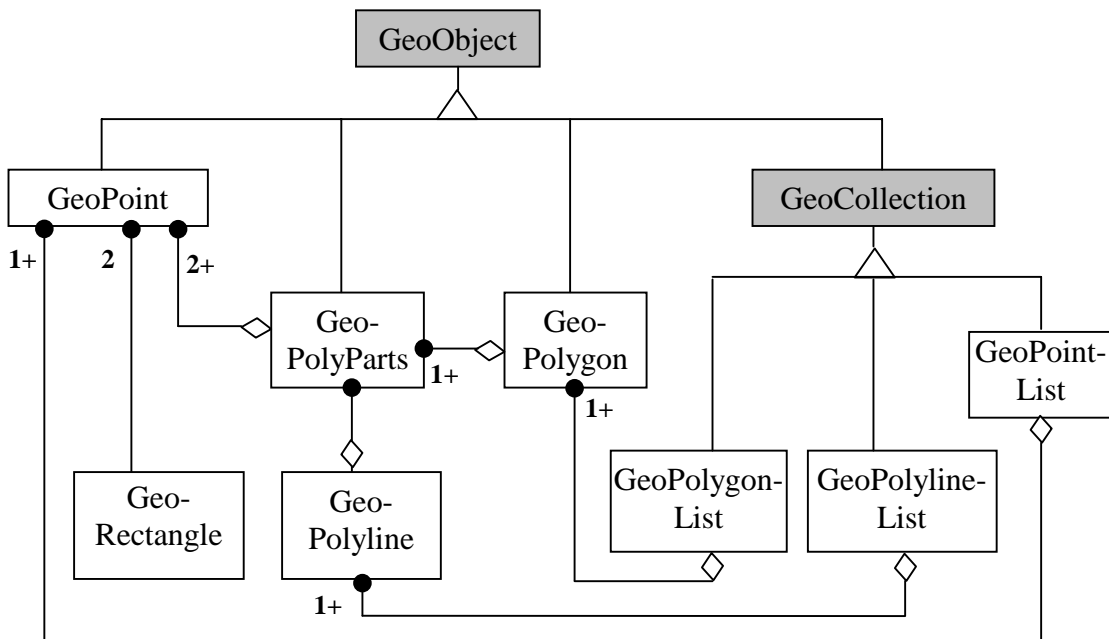 GeoObject
GeoPoint
GeoCollection
1+
2
2+
Geo-
PolyParts
1+
Geo-
Polygon
1+
GeoPoint-
List
Geo-
Rectangle
Geo-
Polyline
1+
GeoPolygon-
List
GeoPolyline-
List